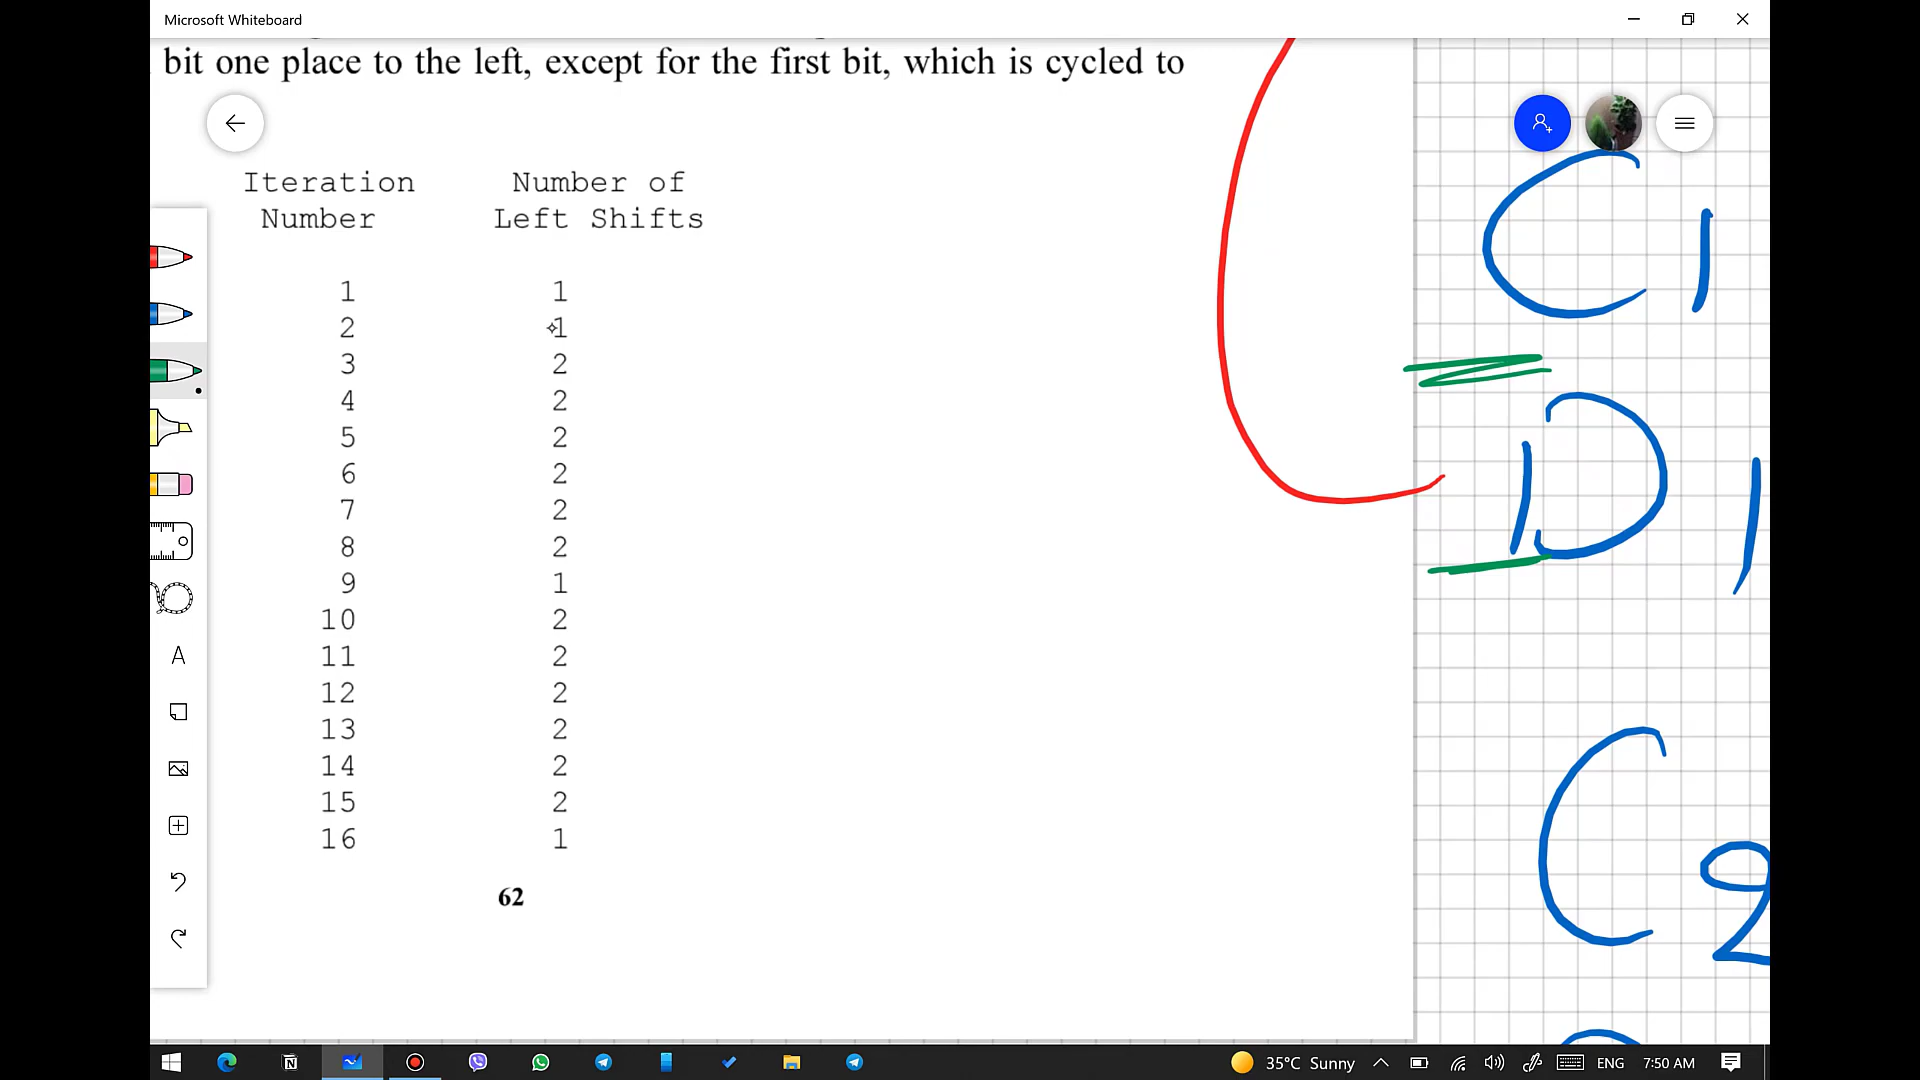 Microsoft Whiteboard
bit one place to the left, except for the first bit, which is cycled to
Iteration Number of
Number Left Shifts
1 1
2 1
3 2
4 2
5 2
6 2
7 2
8 2
9 1
10 2
11 2
12 2
13 2
14 2
15 2
16 1
62
C1
D1
C2
A
35°C Sunny
ENG
7:50 AM